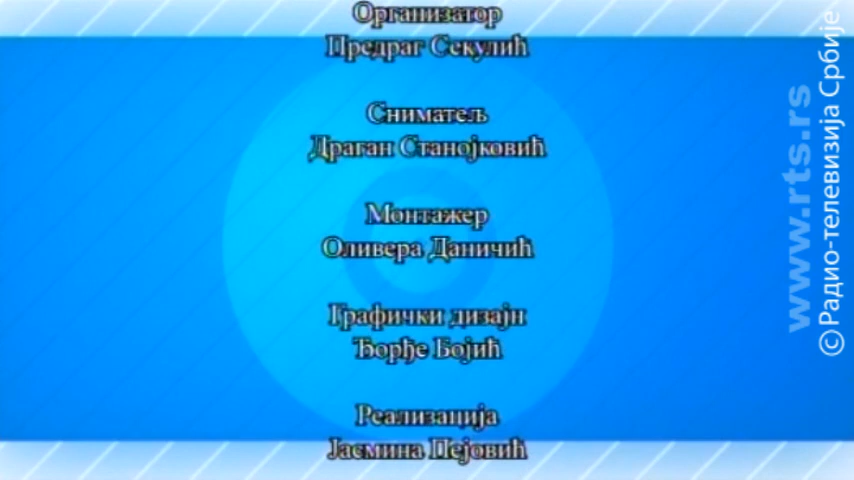 Организатор
Предраг Секулић
Сниматељ
Драган Станојковић
Монтажер
Оливера Даничић
Графички дизајн
Ђорђе Бојић
Реализација
Јасмина Пејовић
www.rts.rs
©Радио-телевизија Србије